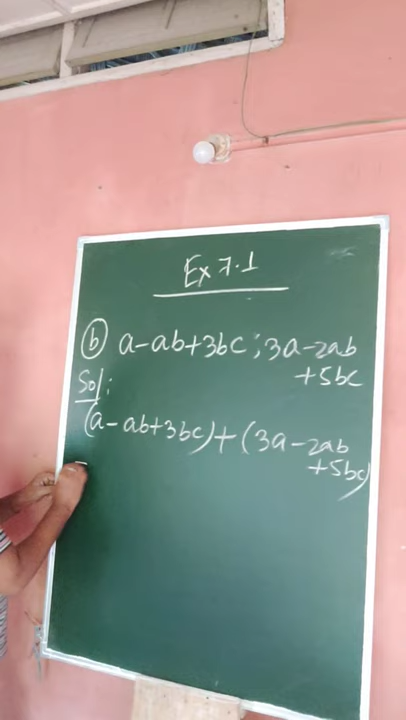 Ex 7.1
(b) a-ab+3bc; 3a-2ab
+5bc
Sol:
(a-ab+3bc)+(3a-2ab
+5bc)